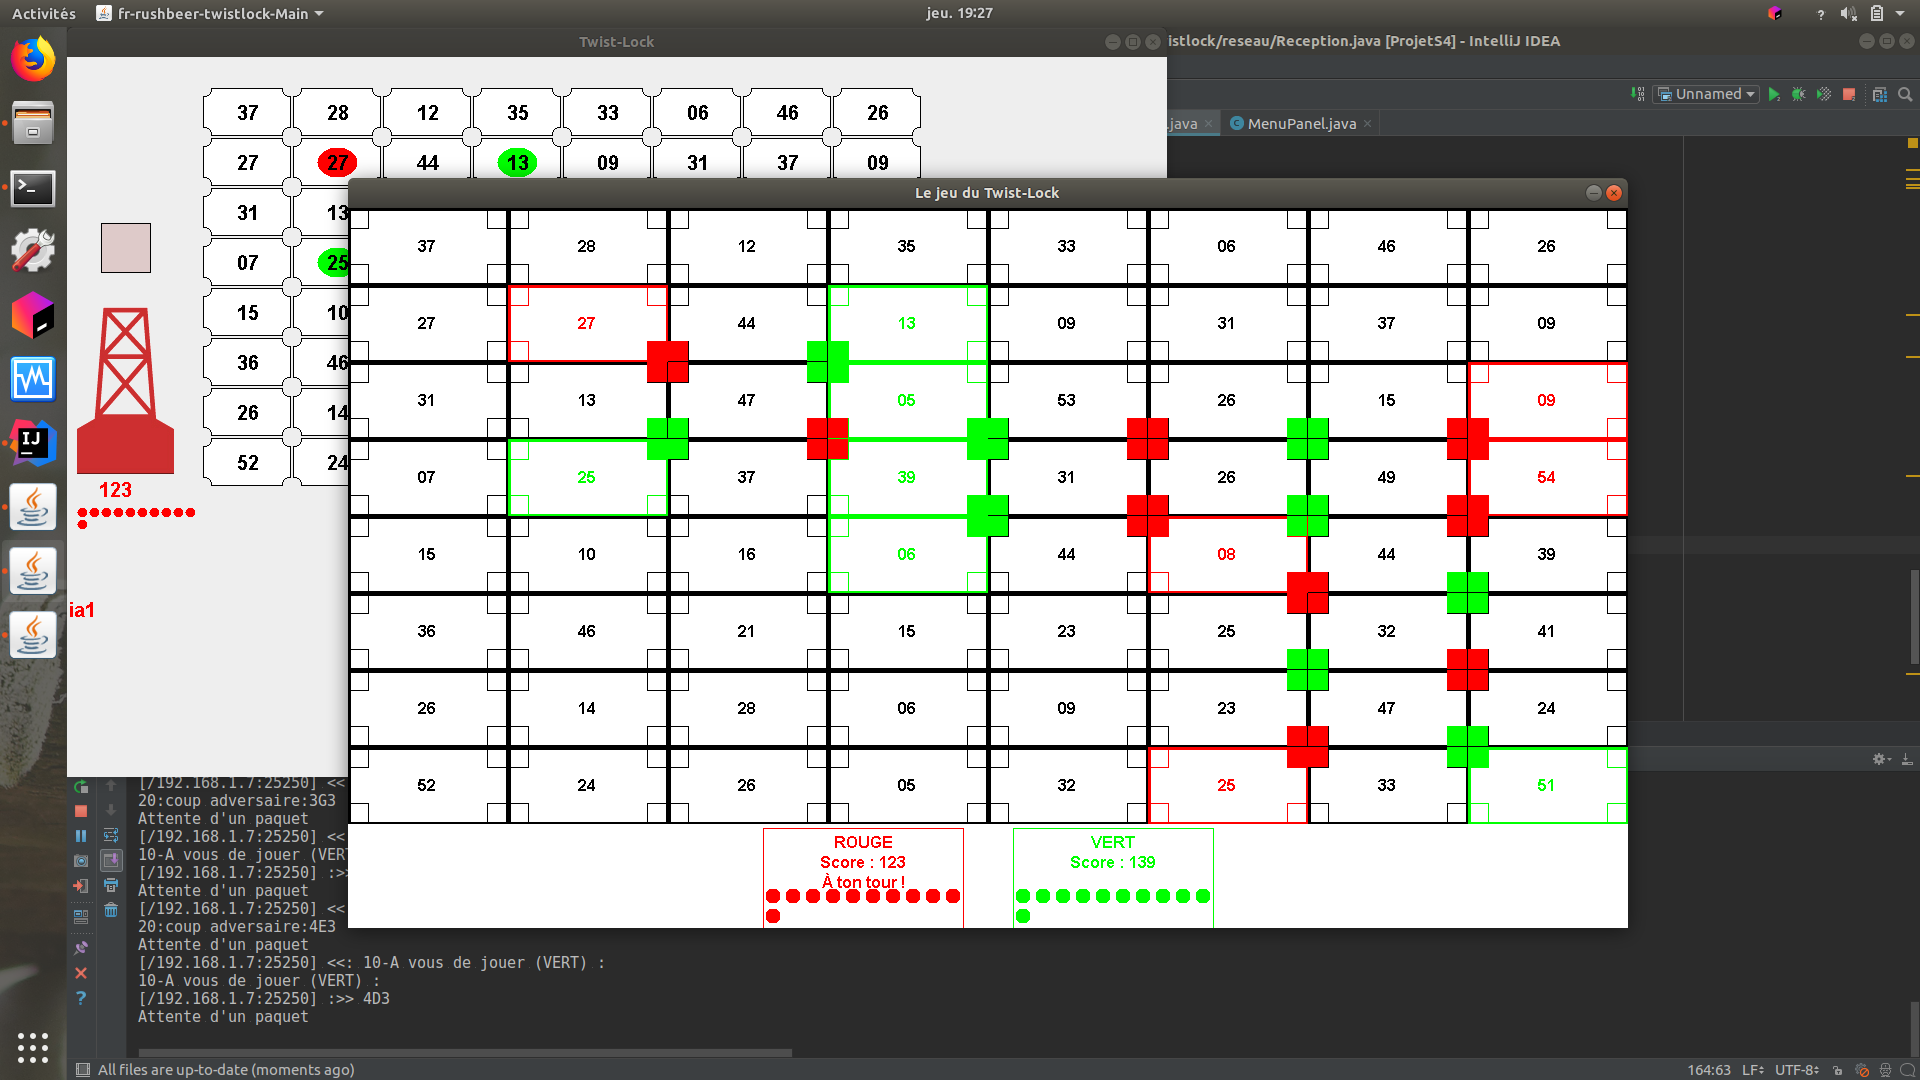 Activités fr-rushbeer-twistlock-Main jeu. 19:27 ?
Twist-Lock
istlock/reseau/Reception.java [ProjetS4] - IntelliJ IDEA
Unnamed
.java MenuPanel.java
37 28 12 35 33 06 46 26
27 27 44 13 09 31 37 09
31 13
07 25
15 10
36 46
26 14
52 24
123
ia1
Le jeu du Twist-Lock
37 28 12 35 33 06 46 26
27 27 44 13 09 31 37 09
31 13 47 05 53 26 15 09
07 25 37 39 31 26 49 54
15 10 16 06 44 08 44 39
36 46 21 15 23 25 32 41
26 14 28 06 09 23 47 24
52 24 26 05 32 25 33 51
ROUGE
Score : 123
À ton tour !
VERT
Score : 139
[/192.168.1.7:25250] <<
20:coup adversaire:3G3
Attente d'un paquet
[/192.168.1.7:25250] <<
10-A vous de jouer (VERT
[/192.168.1.7:25250] :>>
Attente d'un paquet
[/192.168.1.7:25250] <<
20:coup adversaire:4E3
Attente d'un paquet
[/192.168.1.7:25250] <<: 10-A vous de jouer (VERT) :
10-A vous de jouer (VERT) :
[/192.168.1.7:25250] :>> 4D3
Attente d'un paquet
All files are up-to-date (moments ago) 164:63 LF UTF-8